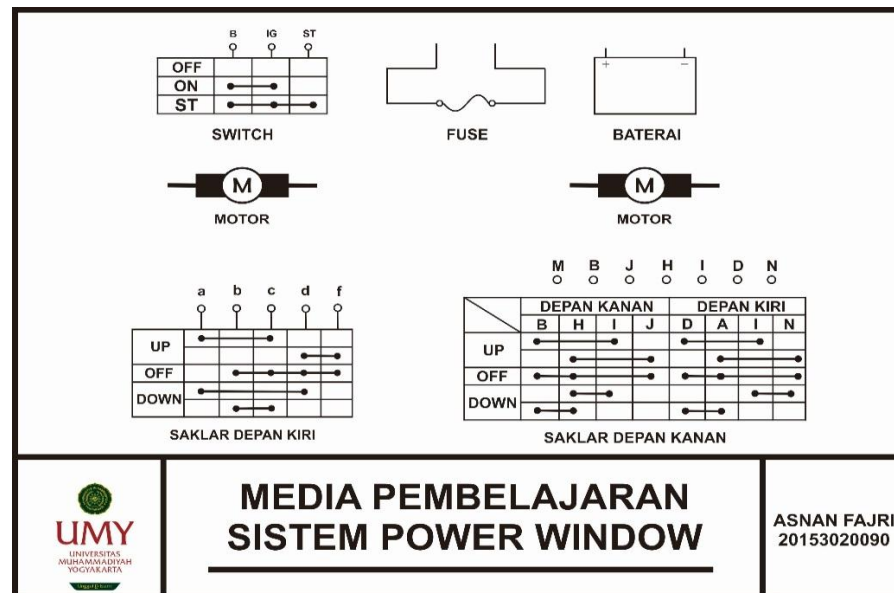 B IG ST
OFF
ON
ST
SWITCH
FUSE
+ -
BATERAI
M
MOTOR
M
MOTOR
a b c d f
UP
OFF
DOWN
SAKLAR DEPAN KIRI
M B J H I D N
DEPAN KANAN DEPAN KIRI
B H I J D A I N
UP
OFF
DOWN
SAKLAR DEPAN KANAN
UMY
UNIVERSITAS
MUHAMMADIYAH
YOGYAKARTA
MEDIA PEMBELAJARAN
SISTEM POWER WINDOW
ASNAN FAJRI
20153020090